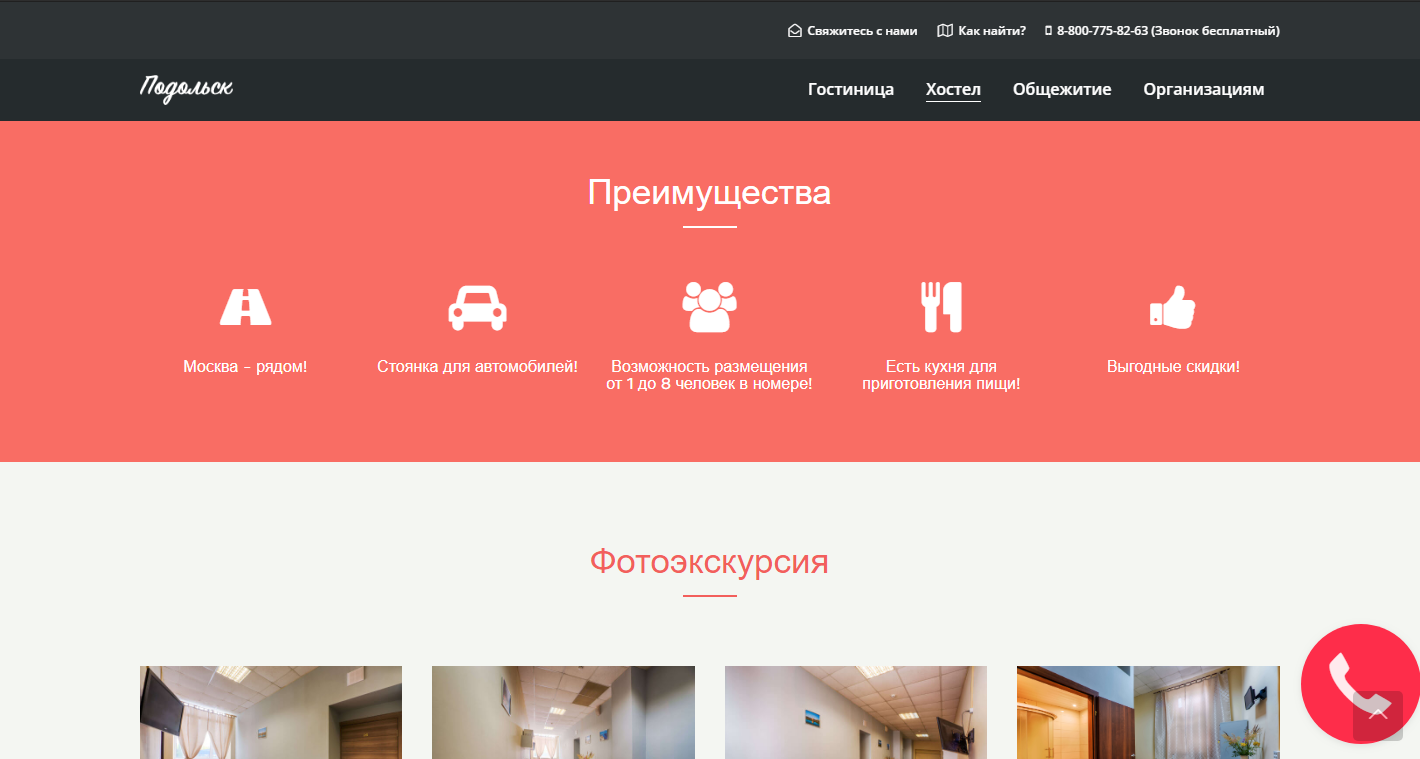 Свяжитесь с нами
Как найти?
8-800-775-82-63 (Звонок бесплатный)
Подольск
Гостиница
Хостел
Общежитие
Организациям
Преимущества
Москва - рядом!
Стоянка для автомобилей!
Возможность размещения
от 1 до 8 человек в номере!
Есть кухня для
приготовления пищи!
Выгодные скидки!
Фотоэкскурсия